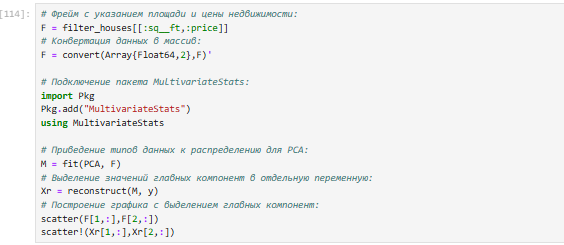 [114]:
# Фрейм с указанием площади и цены недвижимости:
F = filter_houses[[:sq__ft,:price]]
# Конвертация данных в массив:
F = convert(Array{Float64,2},F)'
# Подключение пакета MultivariateStats:
import Pkg
Pkg.add("MultivariateStats")
using MultivariateStats
# Приведение типов данных к распределению для PCA:
M = fit(PCA, F)
# Выделение значений главных компонент в отдельную переменную:
Xr = reconstruct(M, y)
# Построение графика с выделением главных компонент:
scatter(F[1,:],F[2,:])
scatter!(Xr[1,:],Xr[2,:])